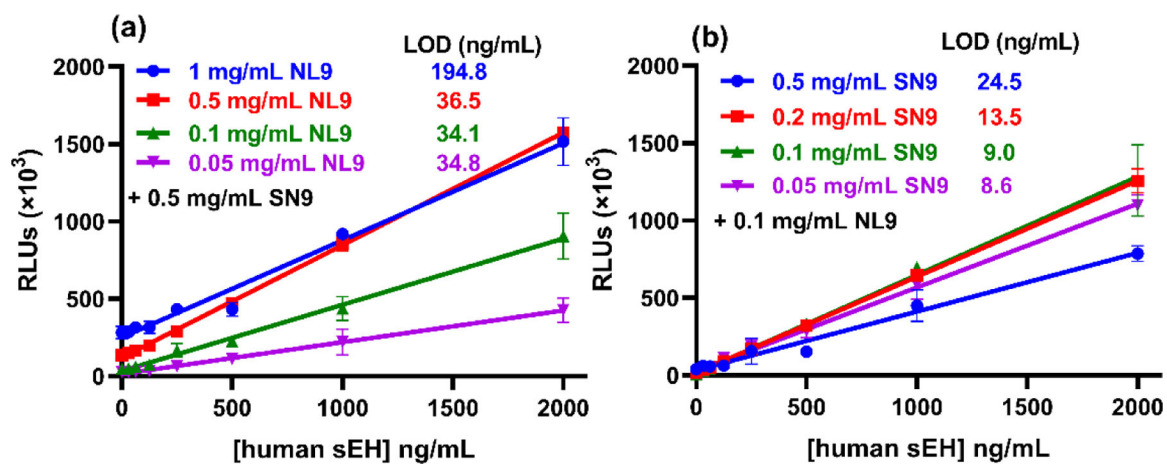 (a)
LOD (ng/mL)
2000
1500
1000
500
0
RLUs (×10³)
1 mg/mL NL9 194.8
0.5 mg/mL NL9 36.5
0.1 mg/mL NL9 34.1
0.05 mg/mL NL9 34.8
+ 0.5 mg/mL SN9
0 500 1000 1500 2000
[human sEH] ng/mL
(b)
LOD (ng/mL)
2000
1500
1000
500
0
RLUs (×10³)
0.5 mg/mL SN9 24.5
0.2 mg/mL SN9 13.5
0.1 mg/mL SN9 9.0
0.05 mg/mL SN9 8.6
+ 0.1 mg/mL NL9
0 500 1000 1500 2000
[human sEH] ng/mL